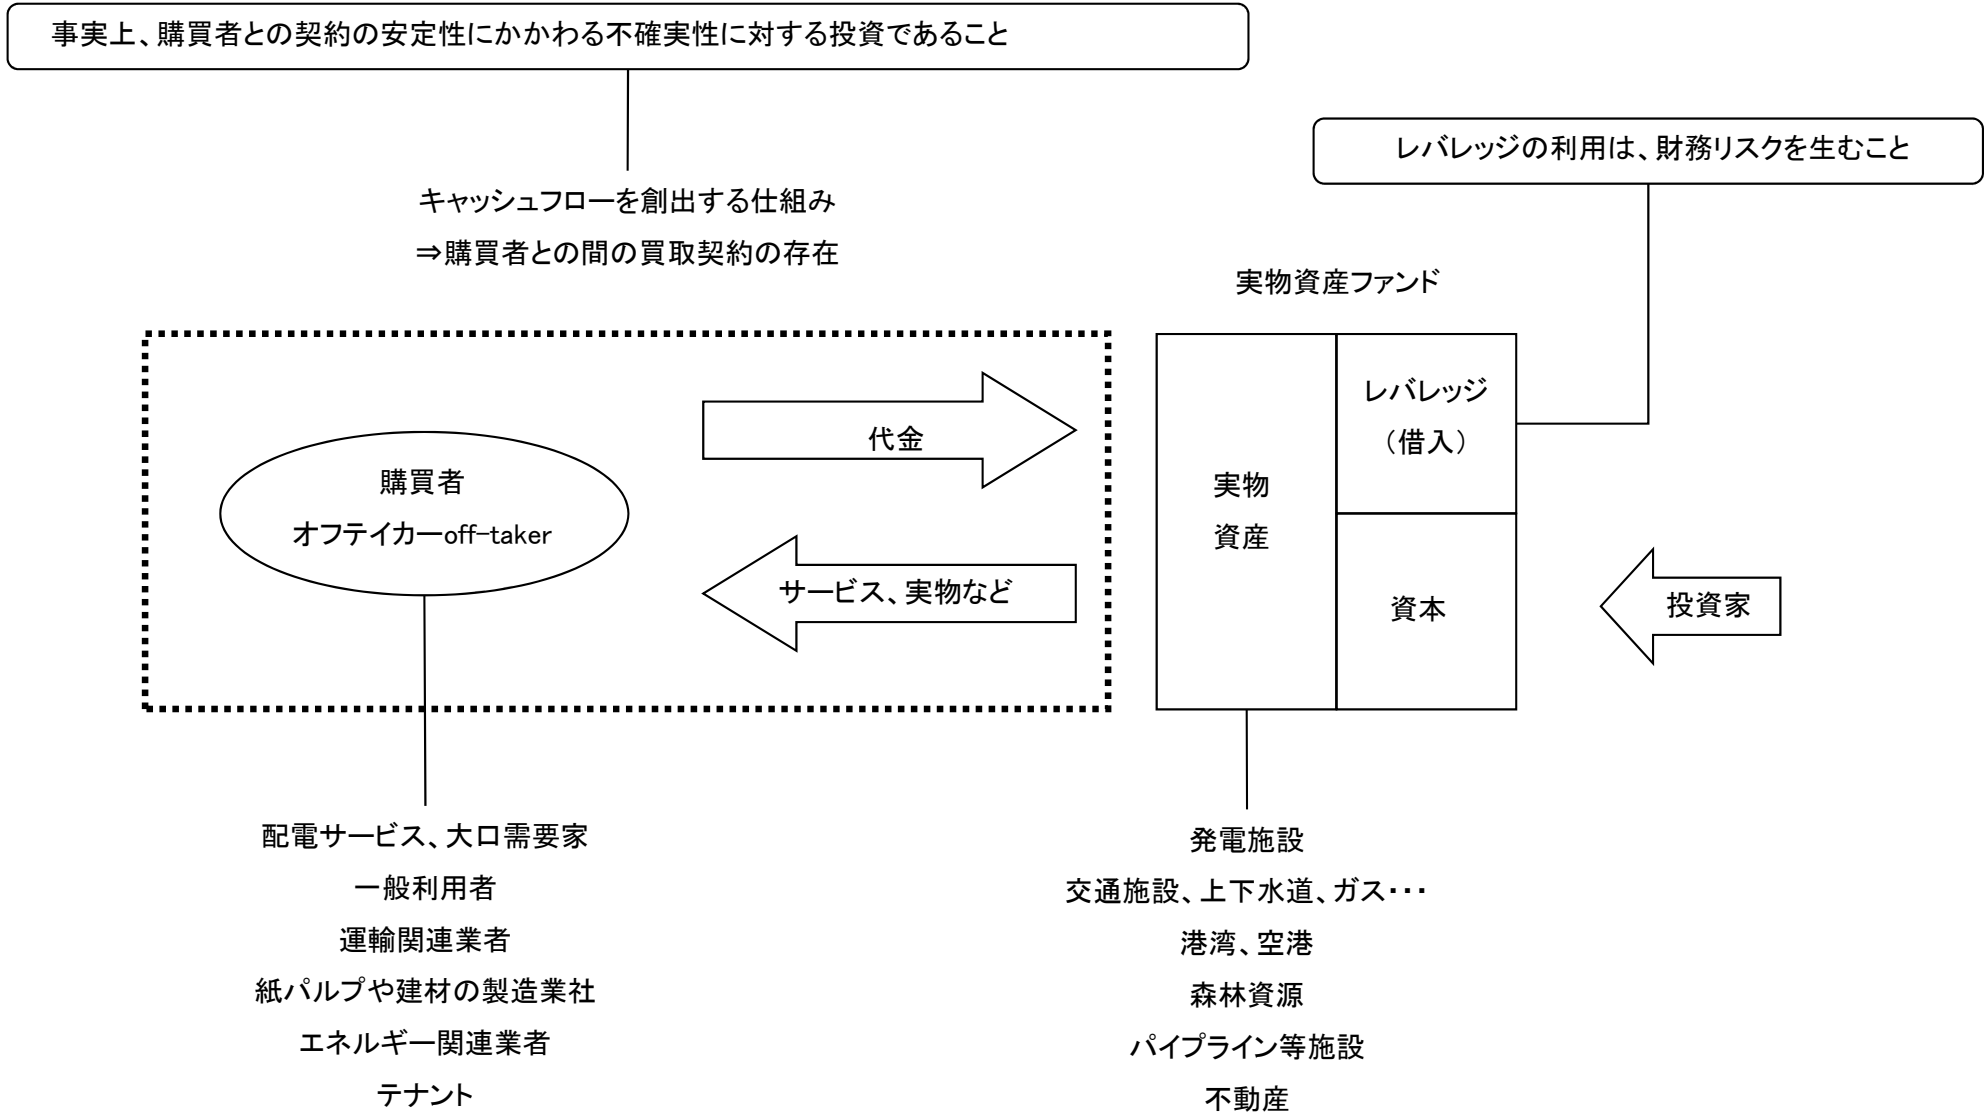 事実上、購買者との契約の安定性にかかわる不確実性に対する投資であること
レバレッジの利用は、財務リスクを生むこと
キャッシュフローを創出する仕組み
⇒購買者との間の買取契約の存在
実物資産ファンド
購買者
オフテイカーoff-taker
代金
サービス、実物など
実物
資産
レバレッジ
（借入）
資本
投資家
配電サービス、大口需要家
一般利用者
運輸関連業者
紙パルプや建材の製造業社
エネルギー関連業者
テナント
発電施設
交通施設、上下水道、ガス・・・
港湾、空港
森林資源
パイプライン等施設
不動産